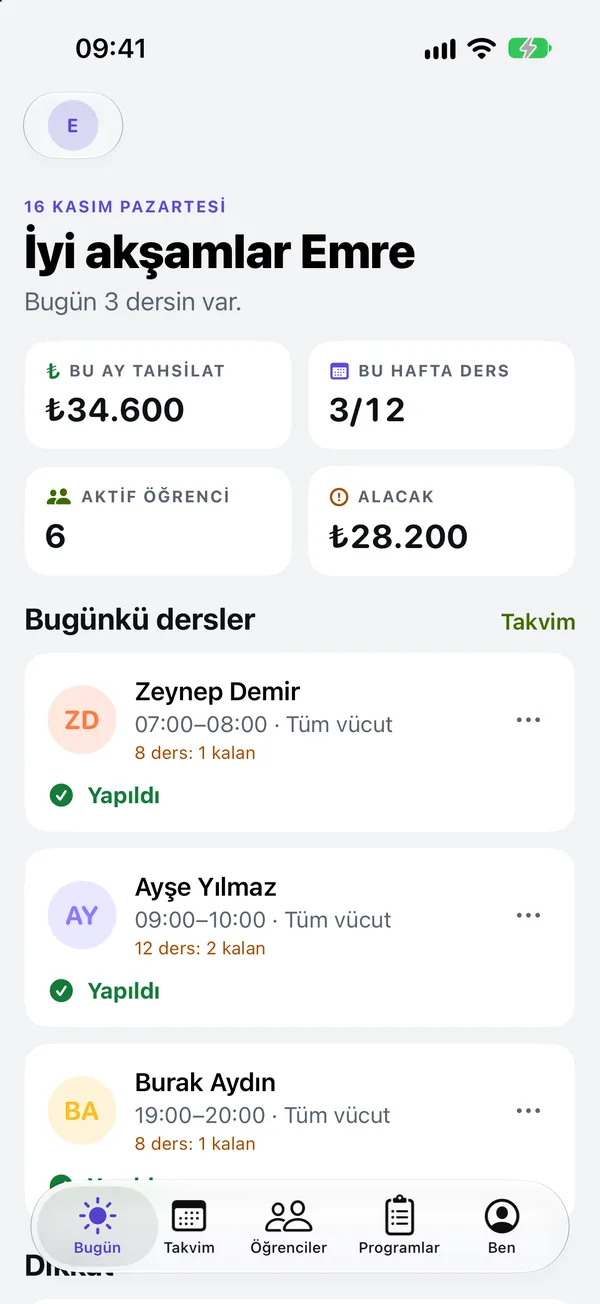 09:41
E
16 KASIM PAZARTESİ
İyi akşamlar Emre
Bugün 3 dersin var.
₺ BU AY TAHSİLAT
₺34.600
BU HAFTA DERS
3/12
AKTİF ÖĞRENCİ
6
ALACAK
₺28.200
Bugünkü dersler
Takvim
ZD
Zeynep Demir
07:00–08:00 · Tüm vücut
8 ders: 1 kalan
Yapıldı
AY
Ayşe Yılmaz
09:00–10:00 · Tüm vücut
12 ders: 2 kalan
Yapıldı
BA
Burak Aydın
19:00–20:00 · Tüm vücut
8 ders: 1 kalan
Bugün
Takvim
Öğrenciler
Programlar
Ben